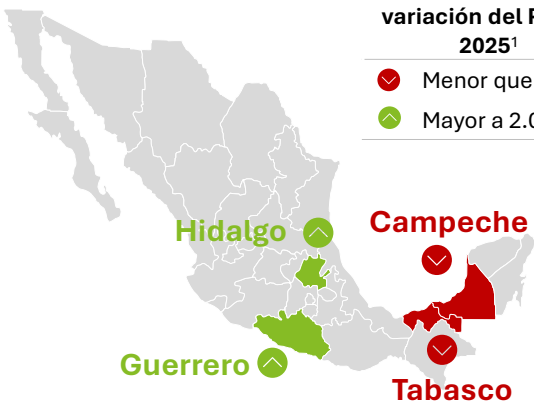 variación del
2025¹
Menor que
Mayor a 2.0
Hidalgo
Campeche
Guerrero
Tabasco